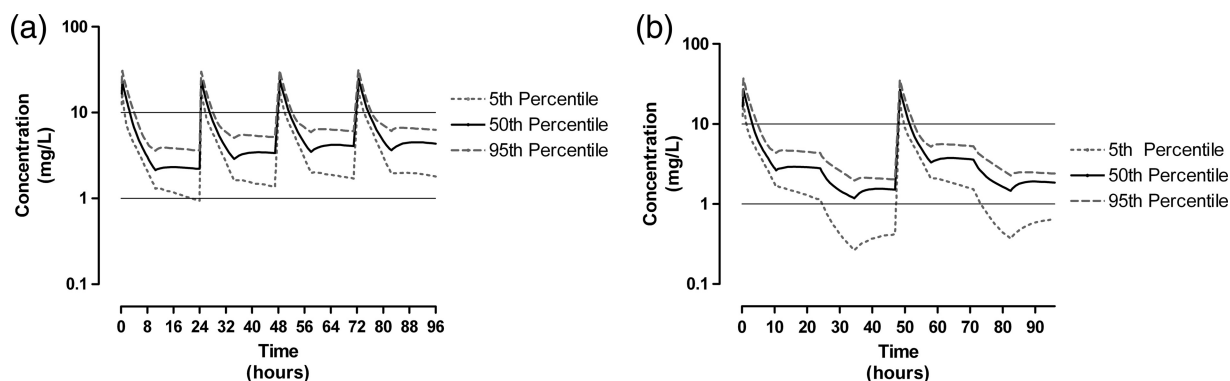 (a)
100
10
1
0.1
Concentration
(mg/L)
0 8 16 24 32 40 48 56 64 72 80 88 96
Time
(hours)
5th Percentile
50th Percentile
95th Percentile
(b)
100
10
1
0.1
Concentration
(mg/L)
0 10 20 30 40 50 60 70 80 90
Time
(hours)
5th Percentile
50th Percentile
95th Percentile